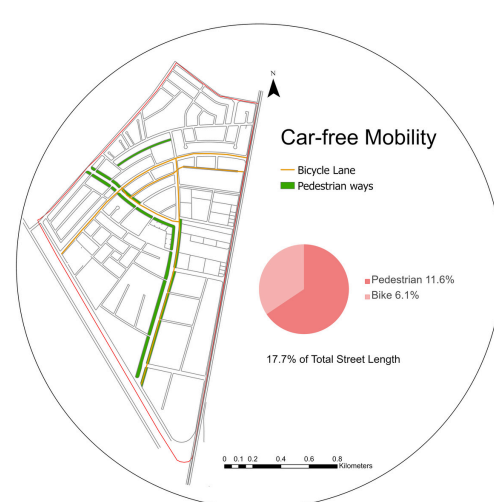 N
Car-free Mobility
Bicycle Lane
Pedestrian ways
Pedestrian 11.6%
Bike 6.1%
17.7% of Total Street Length
0 0.1 0.2 0.4 0.6 0.8
Kilometers